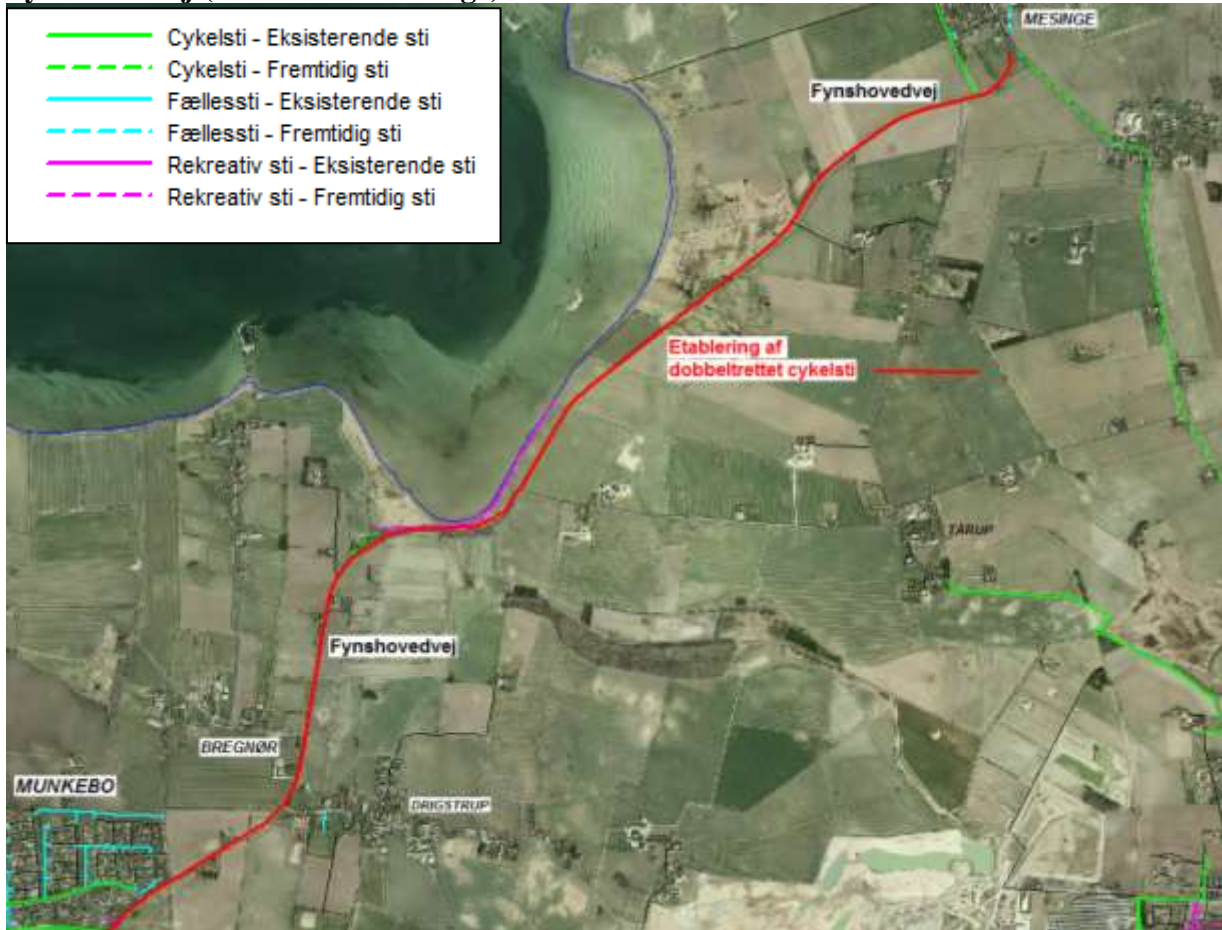 Cykelsti - Eksisterende sti
Cykelsti - Fremtidig sti
Fællessti - Eksisterende sti
Fællessti - Fremtidig sti
Rekreativ sti - Eksisterende sti
Rekreativ sti - Fremtidig sti
MESINGE
Fynshovedvej
Etablering af
dobbeltrettet cykelsti
TÅRUP
Fynshovedvej
BREGNØR
MUNKEBO
DRIGSTRUP